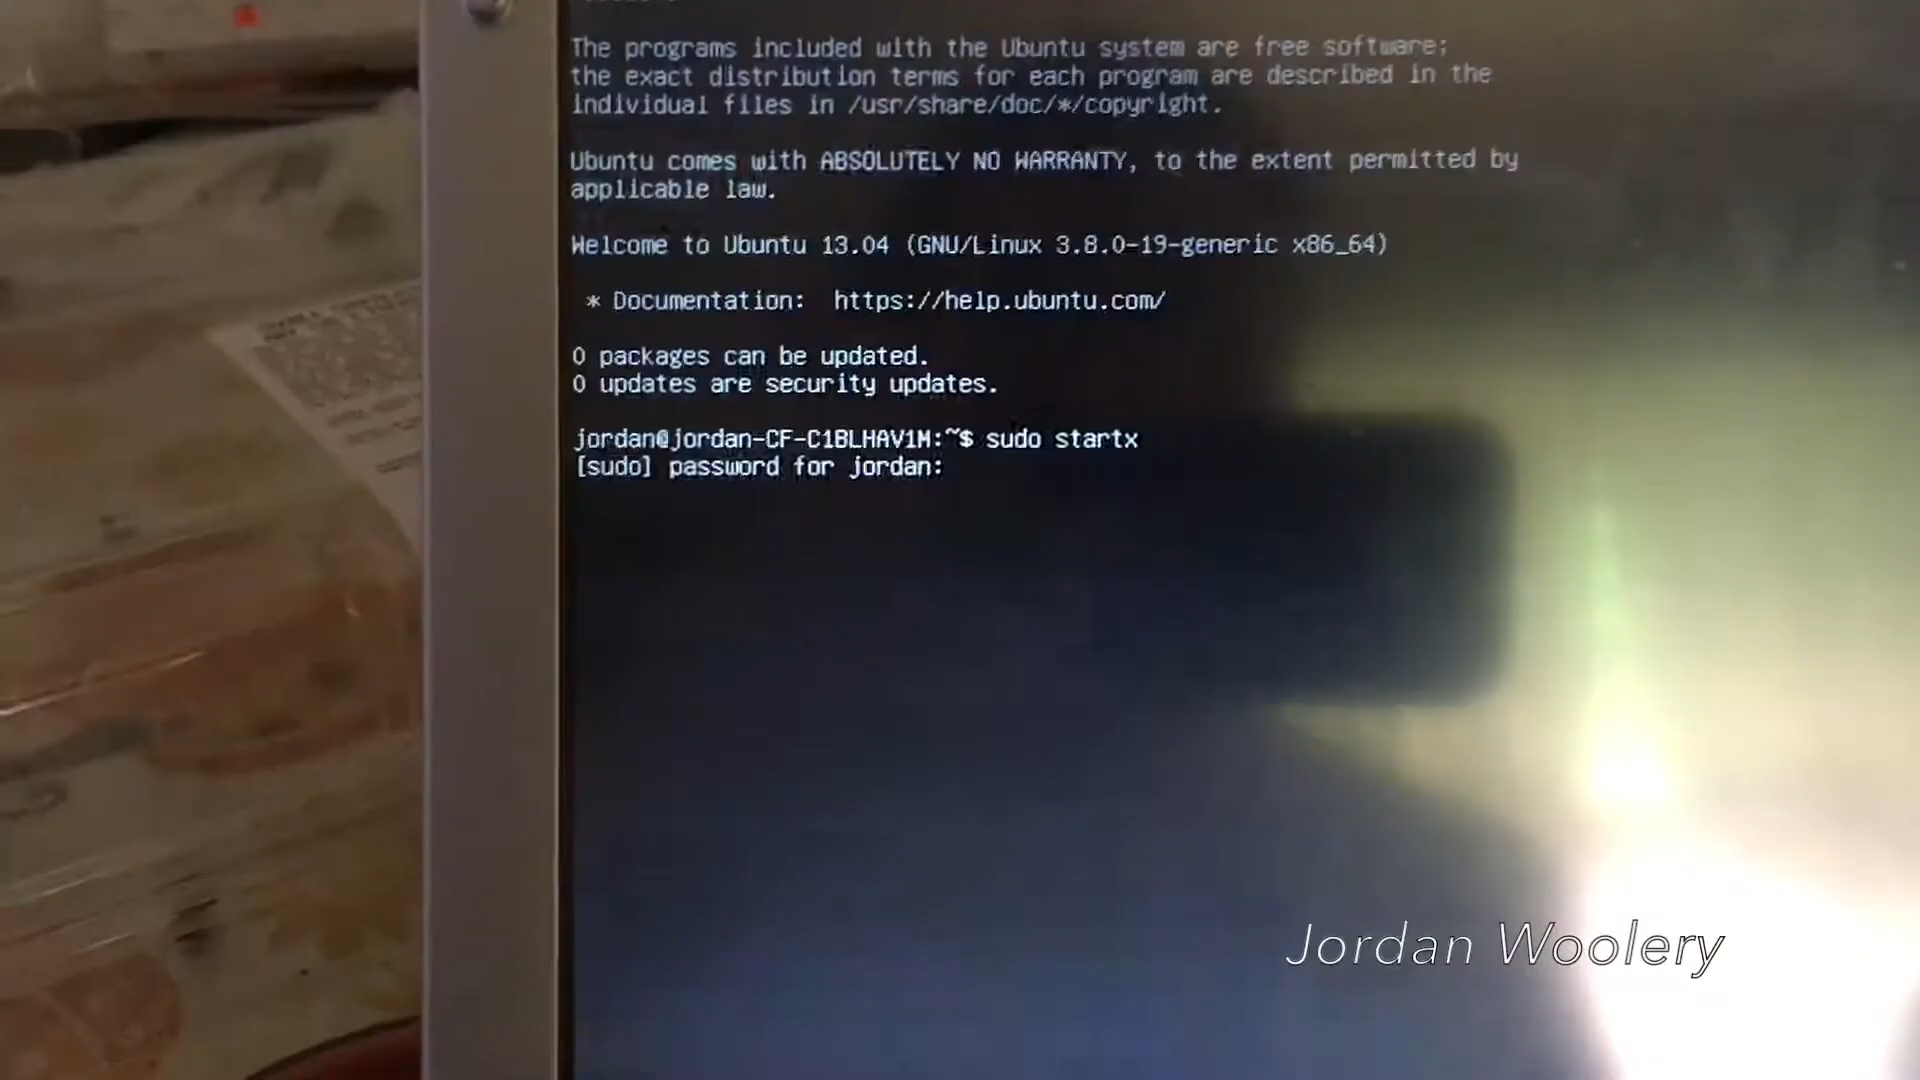 The programs included with the Ubuntu system are free software;
the exact distribution terms for each program are described in the
individual files in /usr/share/doc/*/copyright.
Ubuntu comes with ABSOLUTELY NO WARRANTY, to the extent permitted by
applicable law.
Welcome to Ubuntu 13.04 (GNU/Linux 3.8.0-19-generic x86_64)
* Documentation: https://help.ubuntu.com/
0 packages can be updated.
0 updates are security updates.
jordan@jordan-CF-C1BLHAV1M:~$ sudo startx
[sudo] password for jordan:
Jordan Woolery